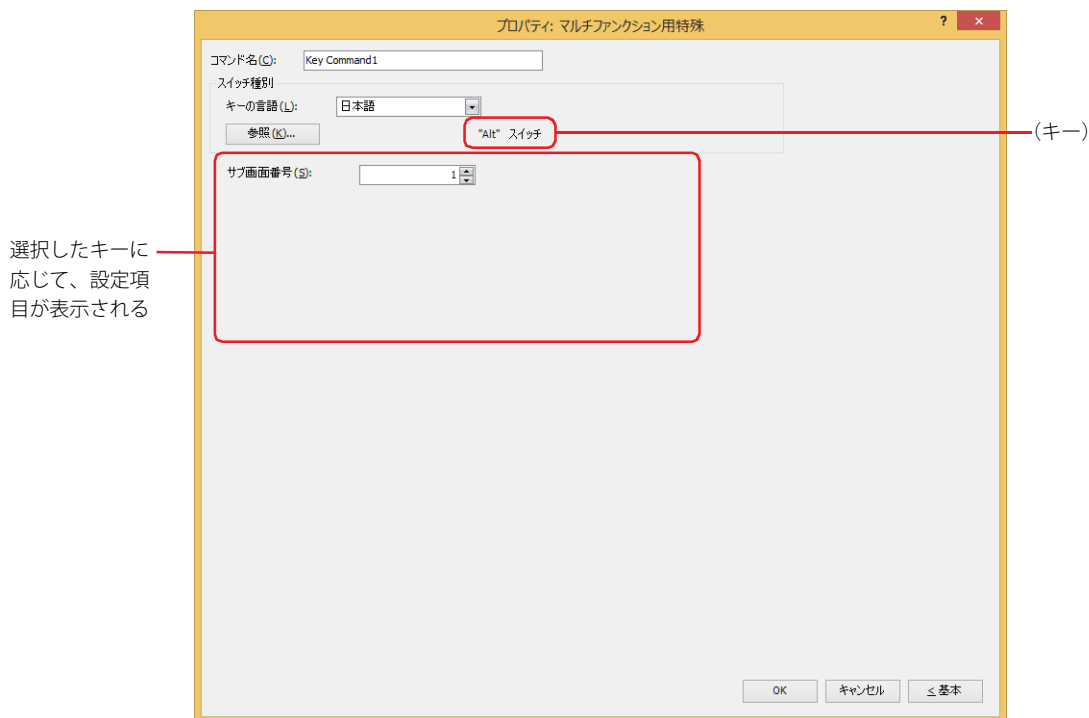 プロパティ: マルチファンクション用特殊
? ×
コマンド名(C): Key Command1
スイッチ種別
キーの言語(L): 日本語
参照(K)... "Alt" スイッチ
(キー)
サブ画面番号(S): 1
選択したキーに
応じて、設定項
目が表示される
OK キャンセル < 基本